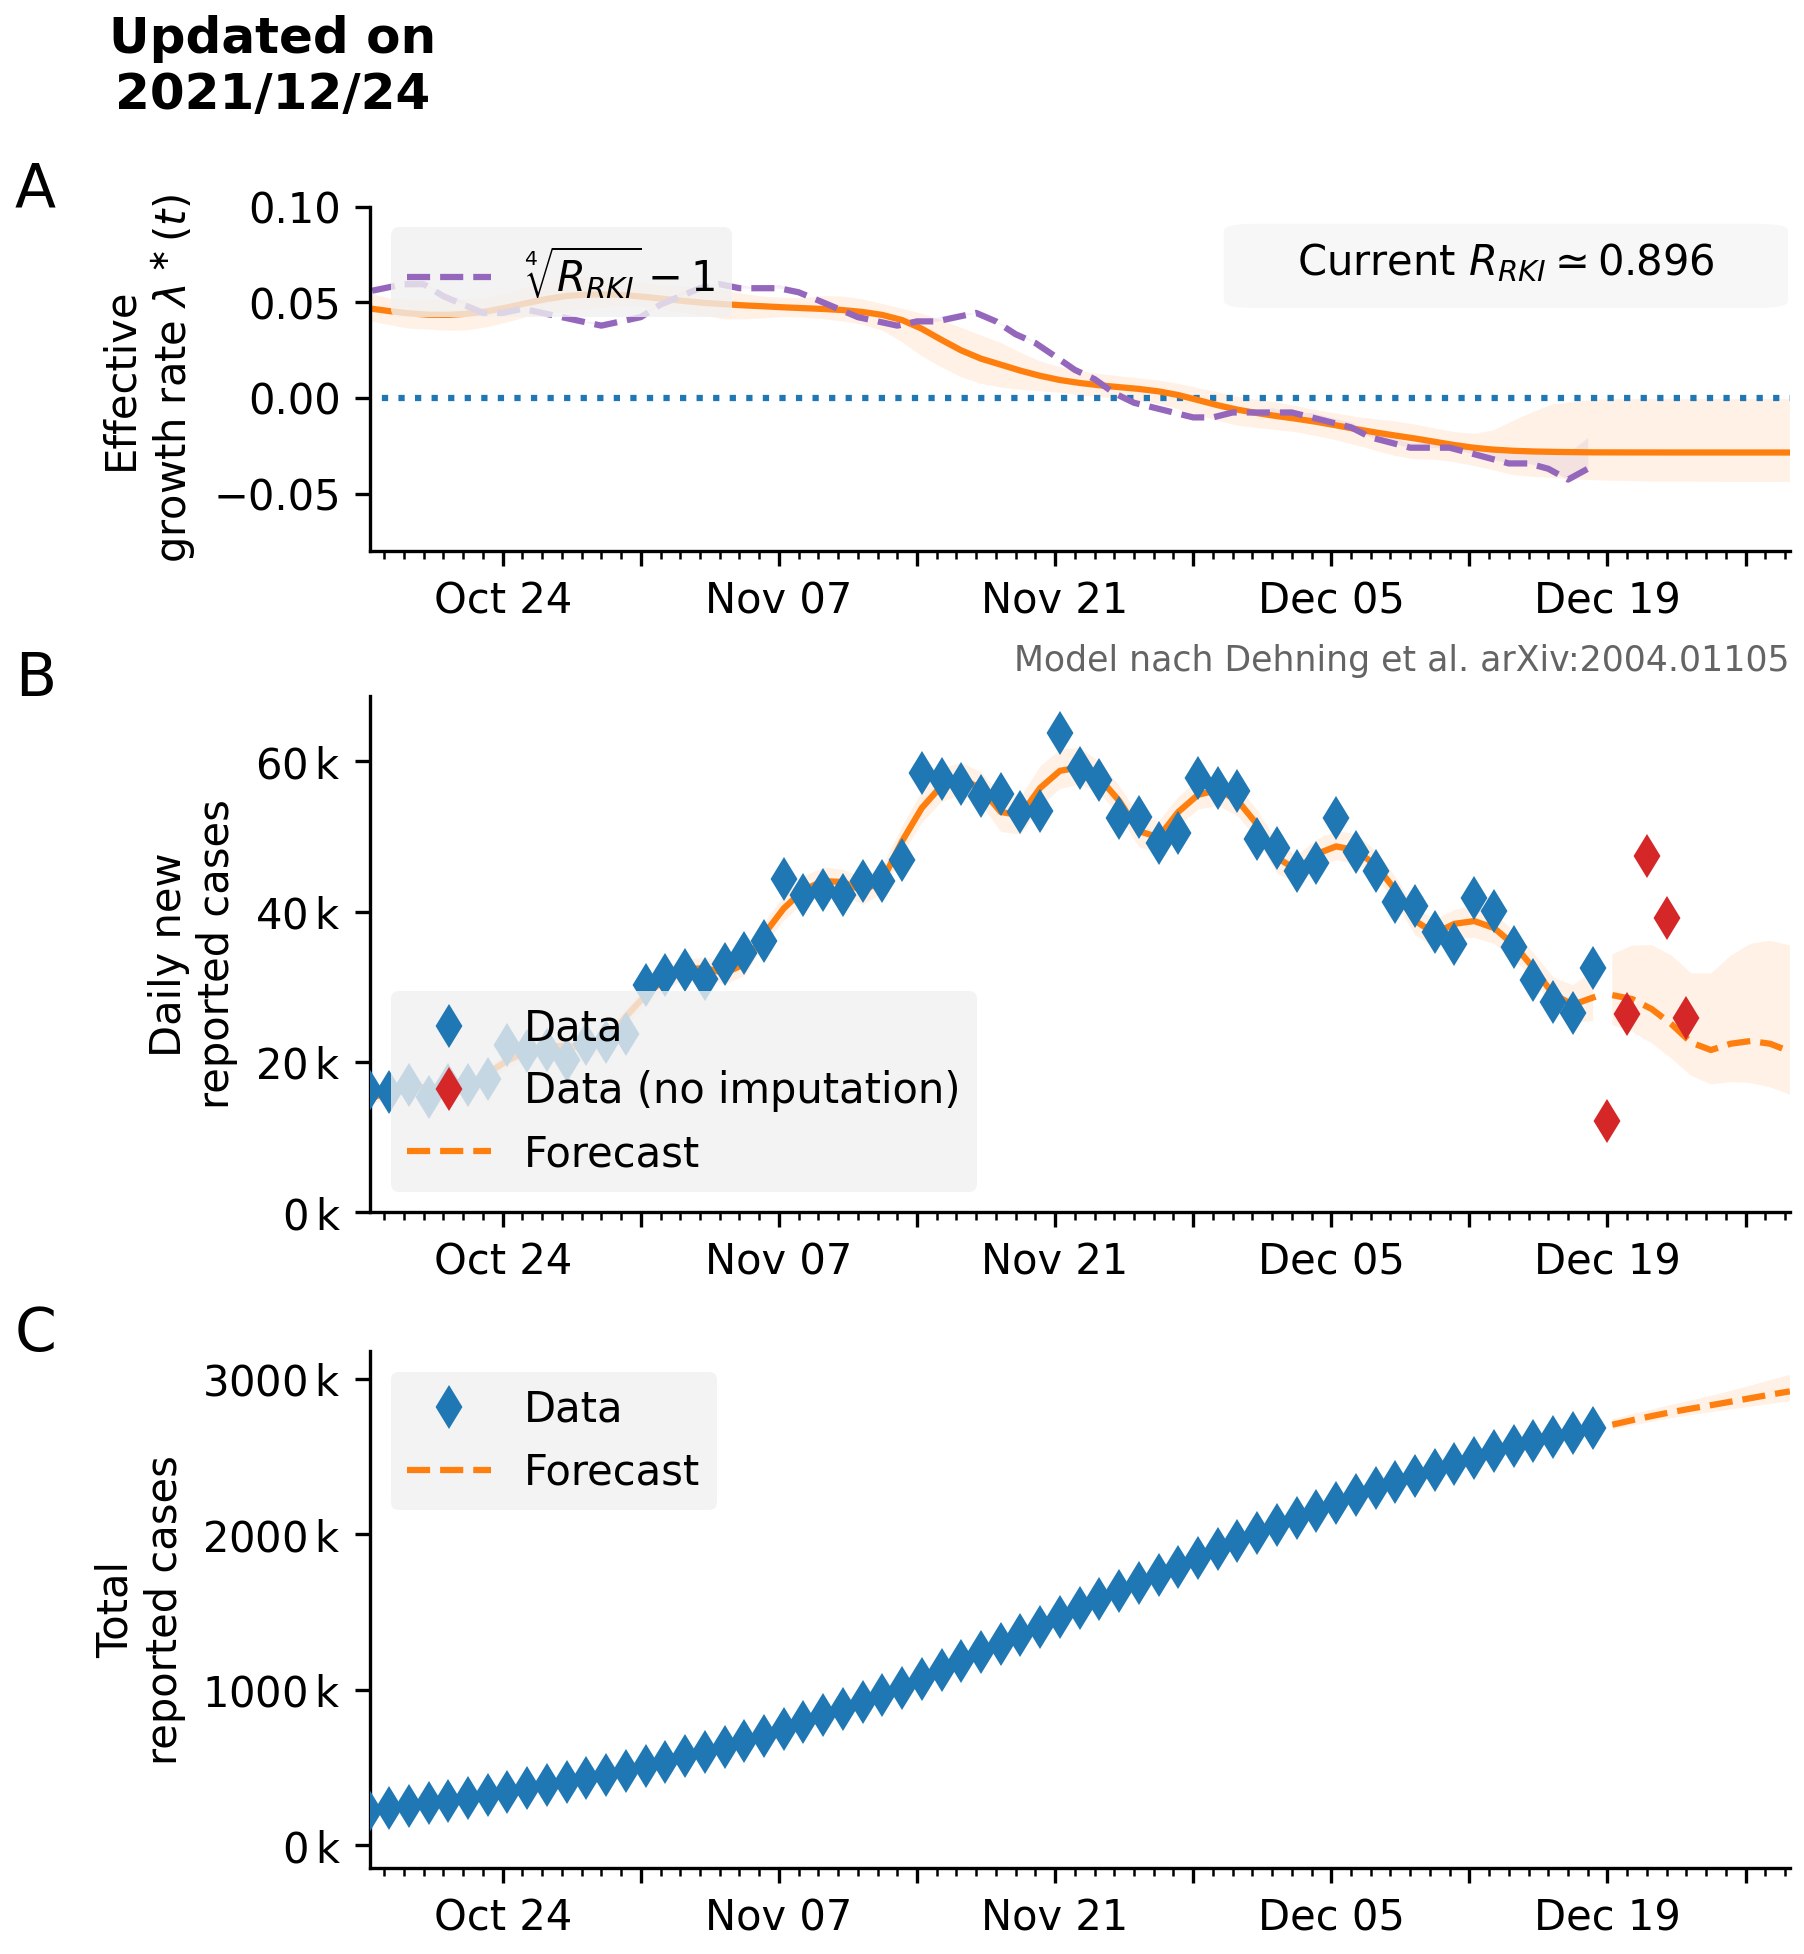 Updated on
2021/12/24
A
Effective
growth rate λ * (t)
0.10
0.05
0.00
−0.05
∜R_RKI − 1
Current R_RKI ≃ 0.896
Oct 24
Nov 07
Nov 21
Dec 05
Dec 19
Model nach Dehning et al. arXiv:2004.01105
B
Daily new
reported cases
60 k
40 k
20 k
0 k
Data
Data (no imputation)
Forecast
Oct 24
Nov 07
Nov 21
Dec 05
Dec 19
C
Total
reported cases
3000 k
2000 k
1000 k
0 k
Data
Forecast
Oct 24
Nov 07
Nov 21
Dec 05
Dec 19